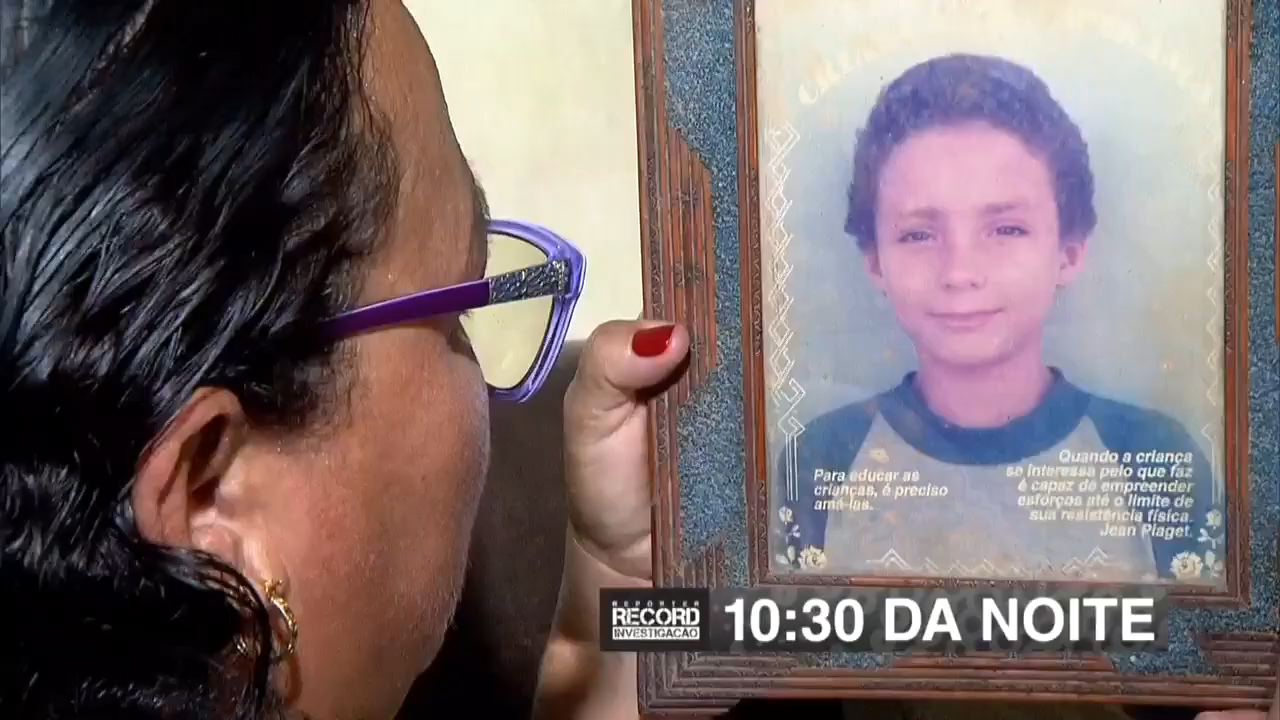 Para educar as
crianças, é preciso
amá-las.
Quando a criança
se interessa pelo que faz
é capaz de empreender
esforços até o limite de
sua resistência física.
Jean Piaget.
REPÓRTER
RECORD
INVESTIGAÇÃO
10:30 DA NOITE